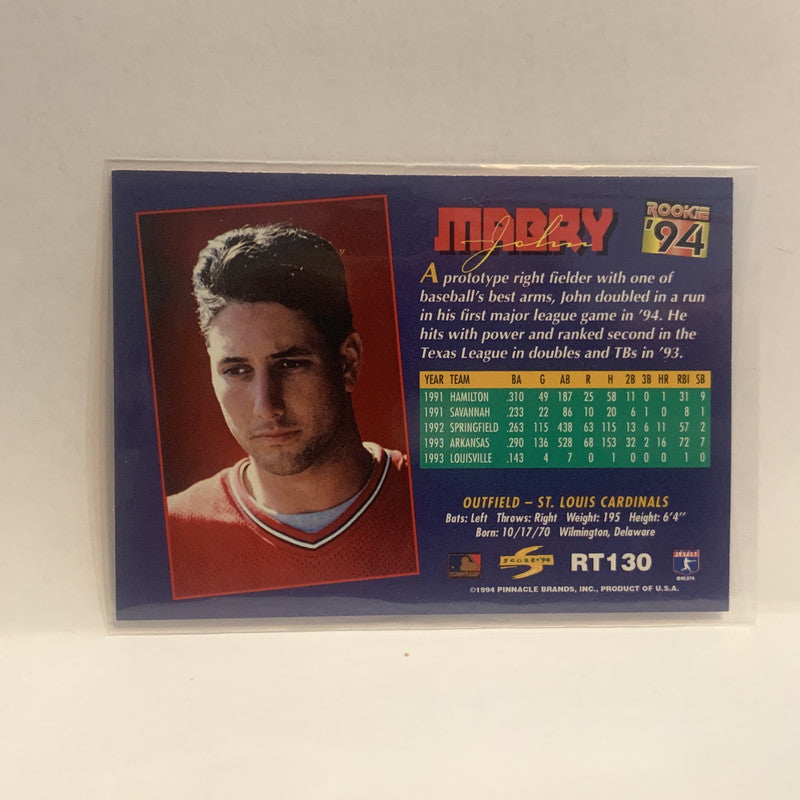 MABRY
John
ROOKIE
'94
A prototype right fielder with one of
baseball's best arms, John doubled in a run
in his first major league game in '94. He
hits with power and ranked second in the
Texas League in doubles and TBs in '93.
YEAR TEAM BA G AB R H 2B 3B HR RBI SB
1991 HAMILTON .310 49 187 25 58 11 0 1 31 9
1991 SAVANNAH .233 22 86 10 20 6 1 0 8 1
1992 SPRINGFIELD .263 115 438 63 115 13 6 11 57 2
1993 ARKANSAS .290 136 528 68 153 32 2 16 72 7
1993 LOUISVILLE .143 4 7 0 1 0 0 0 1 0
OUTFIELD – ST. LOUIS CARDINALS
Bats: Left Throws: Right Weight: 195 Height: 6'4"
Born: 10/17/70 Wilmington, Delaware
SCORE '94
RT130
PLAYERS
©MLBPA
©1994 PINNACLE BRANDS, INC., PRODUCT OF U.S.A.